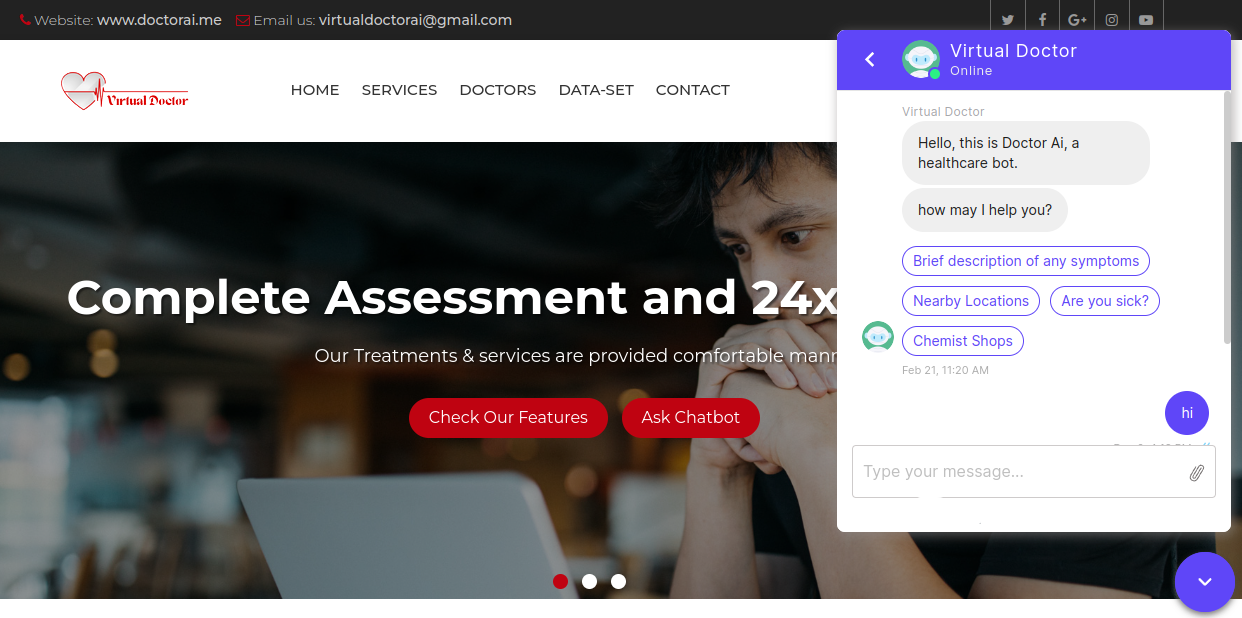 Website: www.doctorai.me Email us: virtualdoctorai@gmail.com
Virtual Doctor
HOME SERVICES DOCTORS DATA-SET CONTACT
Complete Assessment and 24x
Our Treatments & services are provided comfortable
Check Our Features Ask Chatbot
Virtual Doctor
Online
Virtual Doctor
Hello, this is Doctor Ai, a
healthcare bot.
how may I help you?
Brief description of any symptoms
Nearby Locations Are you sick?
Chemist Shops
Feb 21, 11:20 AM
hi
Type your message...